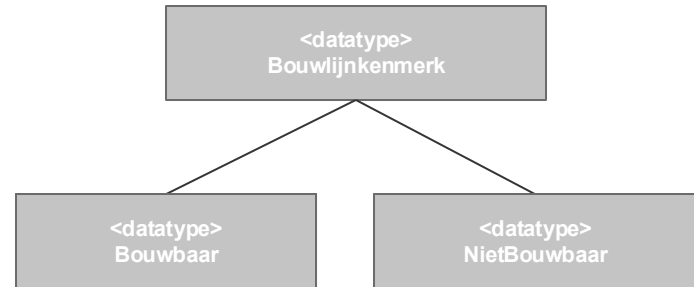 <datatype>
Bouwlijnkenmerk
<datatype>
Bouwbaar
<datatype>
NietBouwbaar